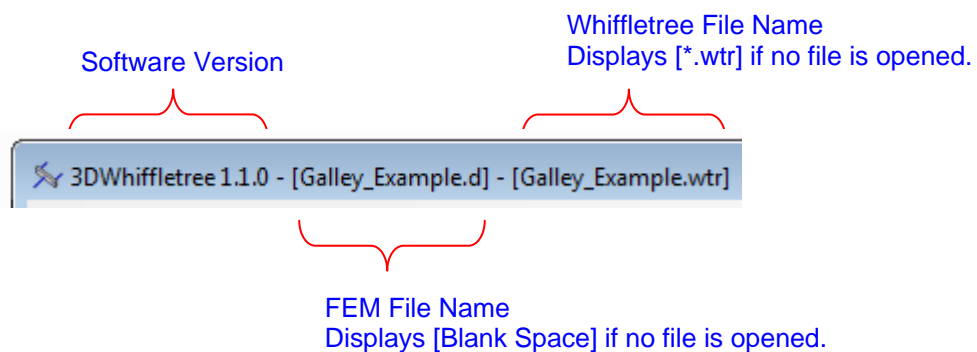 Whiffletree File Name
Displays [*.wtr] if no file is opened.
Software Version
3DWhiffletree 1.1.0 - [Galley_Example.d] - [Galley_Example.wtr]
FEM File Name
Displays [Blank Space] if no file is opened.